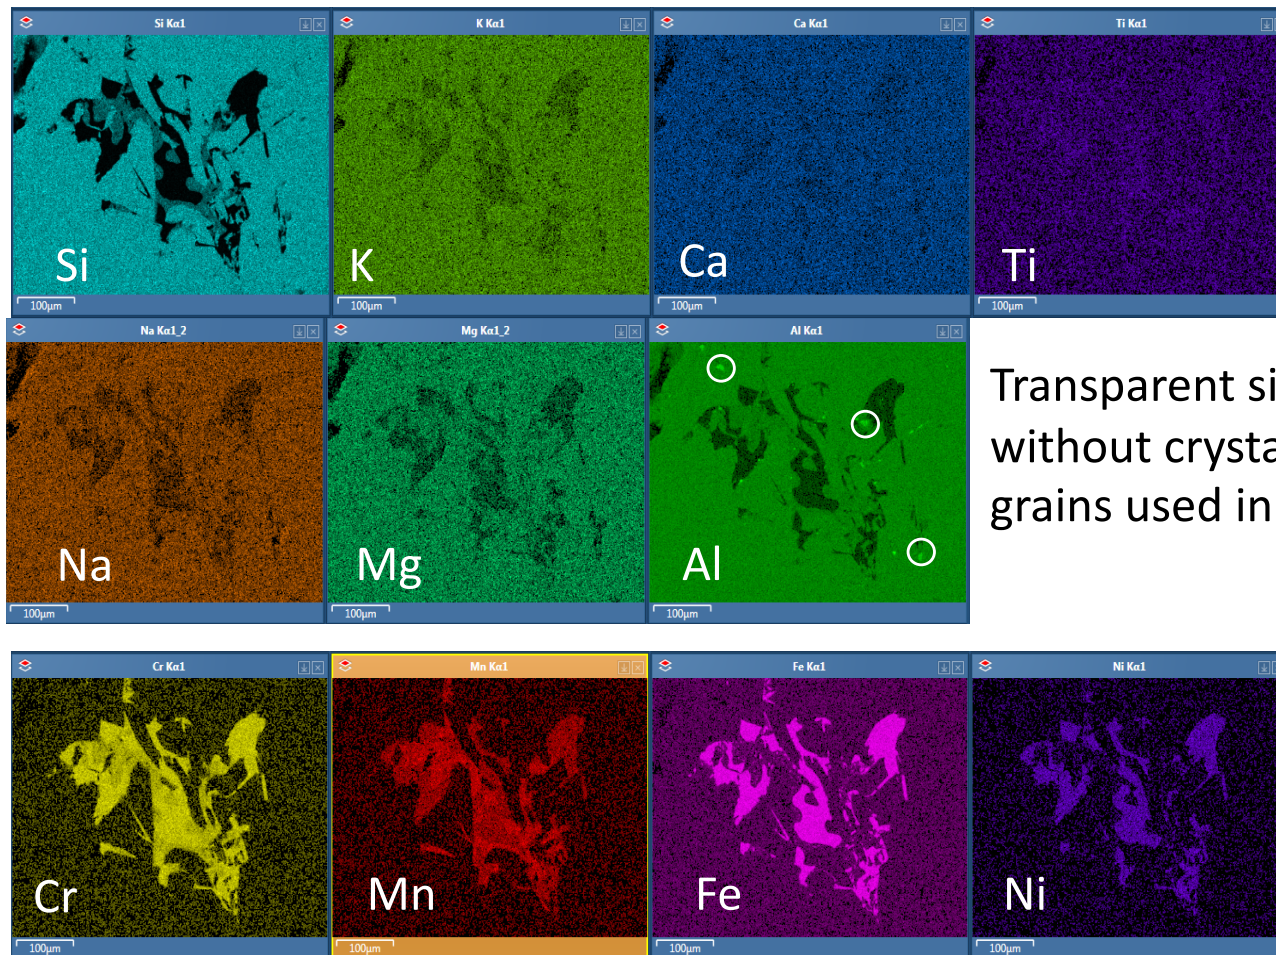 Si Kα1
K Kα1
Ca Kα1
Ti Kα1
Si
K
Ca
Ti
100µm
100µm
100µm
100µm
Na Kα1_2
Mg Kα1_2
Al Kα1
Na
Mg
Al
100µm
100µm
100µm
Transparent si
without crysta
grains used in
Cr Kα1
Mn Kα1
Fe Kα1
Ni Kα1
Cr
Mn
Fe
Ni
100µm
100µm
100µm
100µm